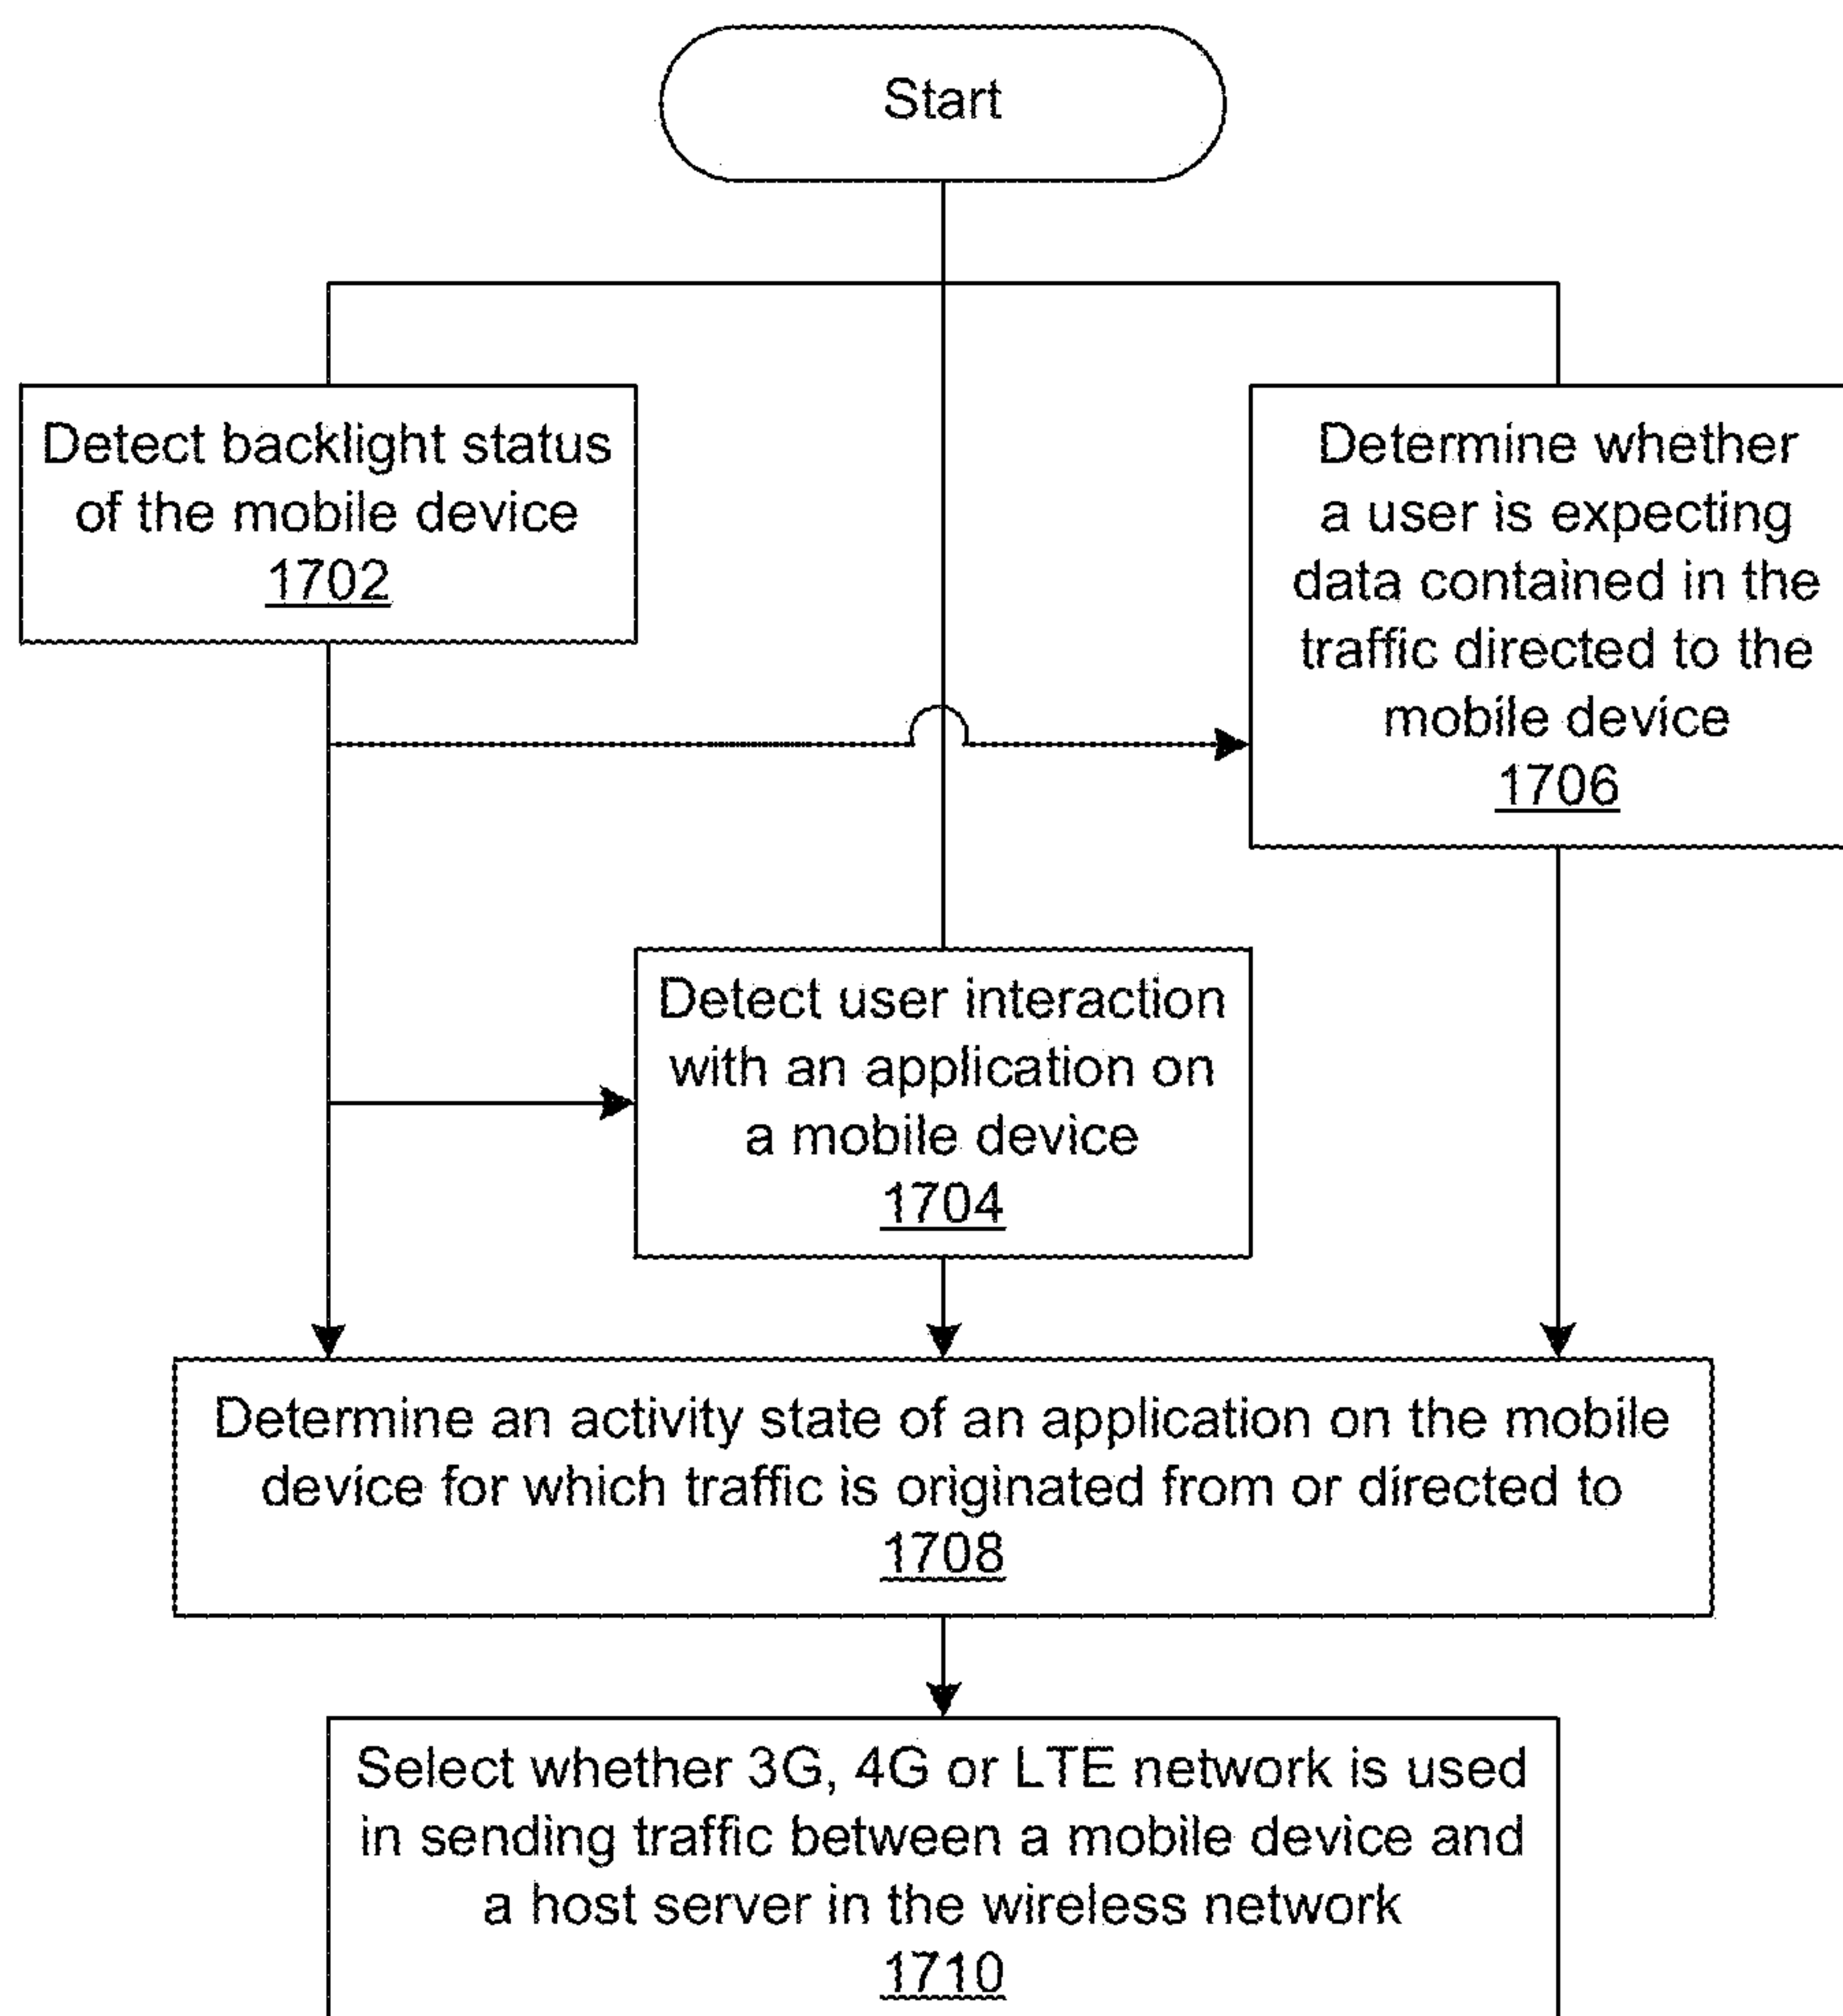 Start
Detect backlight status
of the mobile device
1702
Determine whether
a user is expecting
data contained in the
traffic directed to the
mobile device
1706
Detect user interaction
with an application on
a mobile device
1704
Determine an activity state of an application on the mobile
device for which traffic is originated from or directed to
1708
Select whether 3G, 4G or LTE network is used
in sending traffic between a mobile device and
a host server in the wireless network
1710